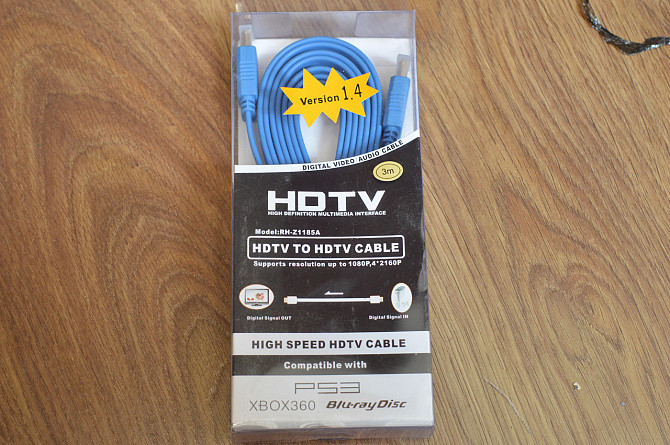 Version 1.4
DIGITAL VIDEO /AUDIO CABLE
3m
HDTV
HIGH DEFINITION MULTIMEDIA INTERFACE
Model:RH-Z1185A
HDTV TO HDTV CABLE
Supports resolution up to 1080P,4*2160P
Digital Signal OUT
Digital Signal IN
HIGH SPEED HDTV CABLE
Compatible with
PS3
XBOX360 Blu-ray Disc